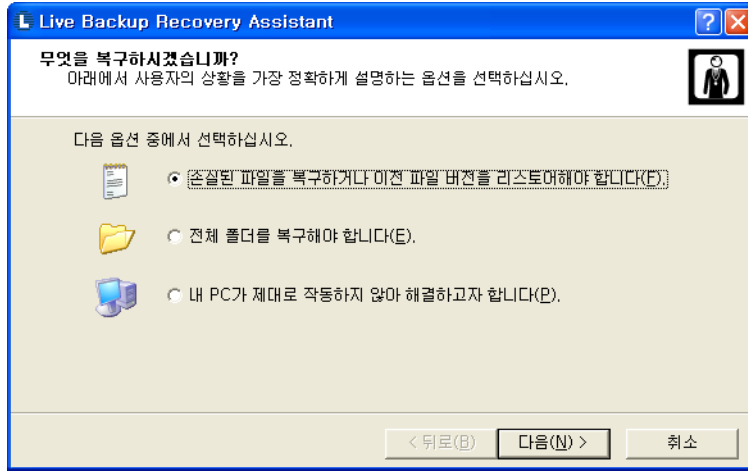 Live Backup Recovery Assistant
무엇을 복구하시겠습니까?
아래에서 사용자의 상황을 가장 정확하게 설명하는 옵션을 선택하십시오.
다음 옵션 중에서 선택하십시오.
손실된 파일을 복구하거나 이전 파일 버전을 리스토어해야 합니다(F).
전체 폴더를 복구해야 합니다(E).
내 PC가 제대로 작동하지 않아 해결하고자 합니다(P).
< 뒤로(B) 다음(N) > 취소